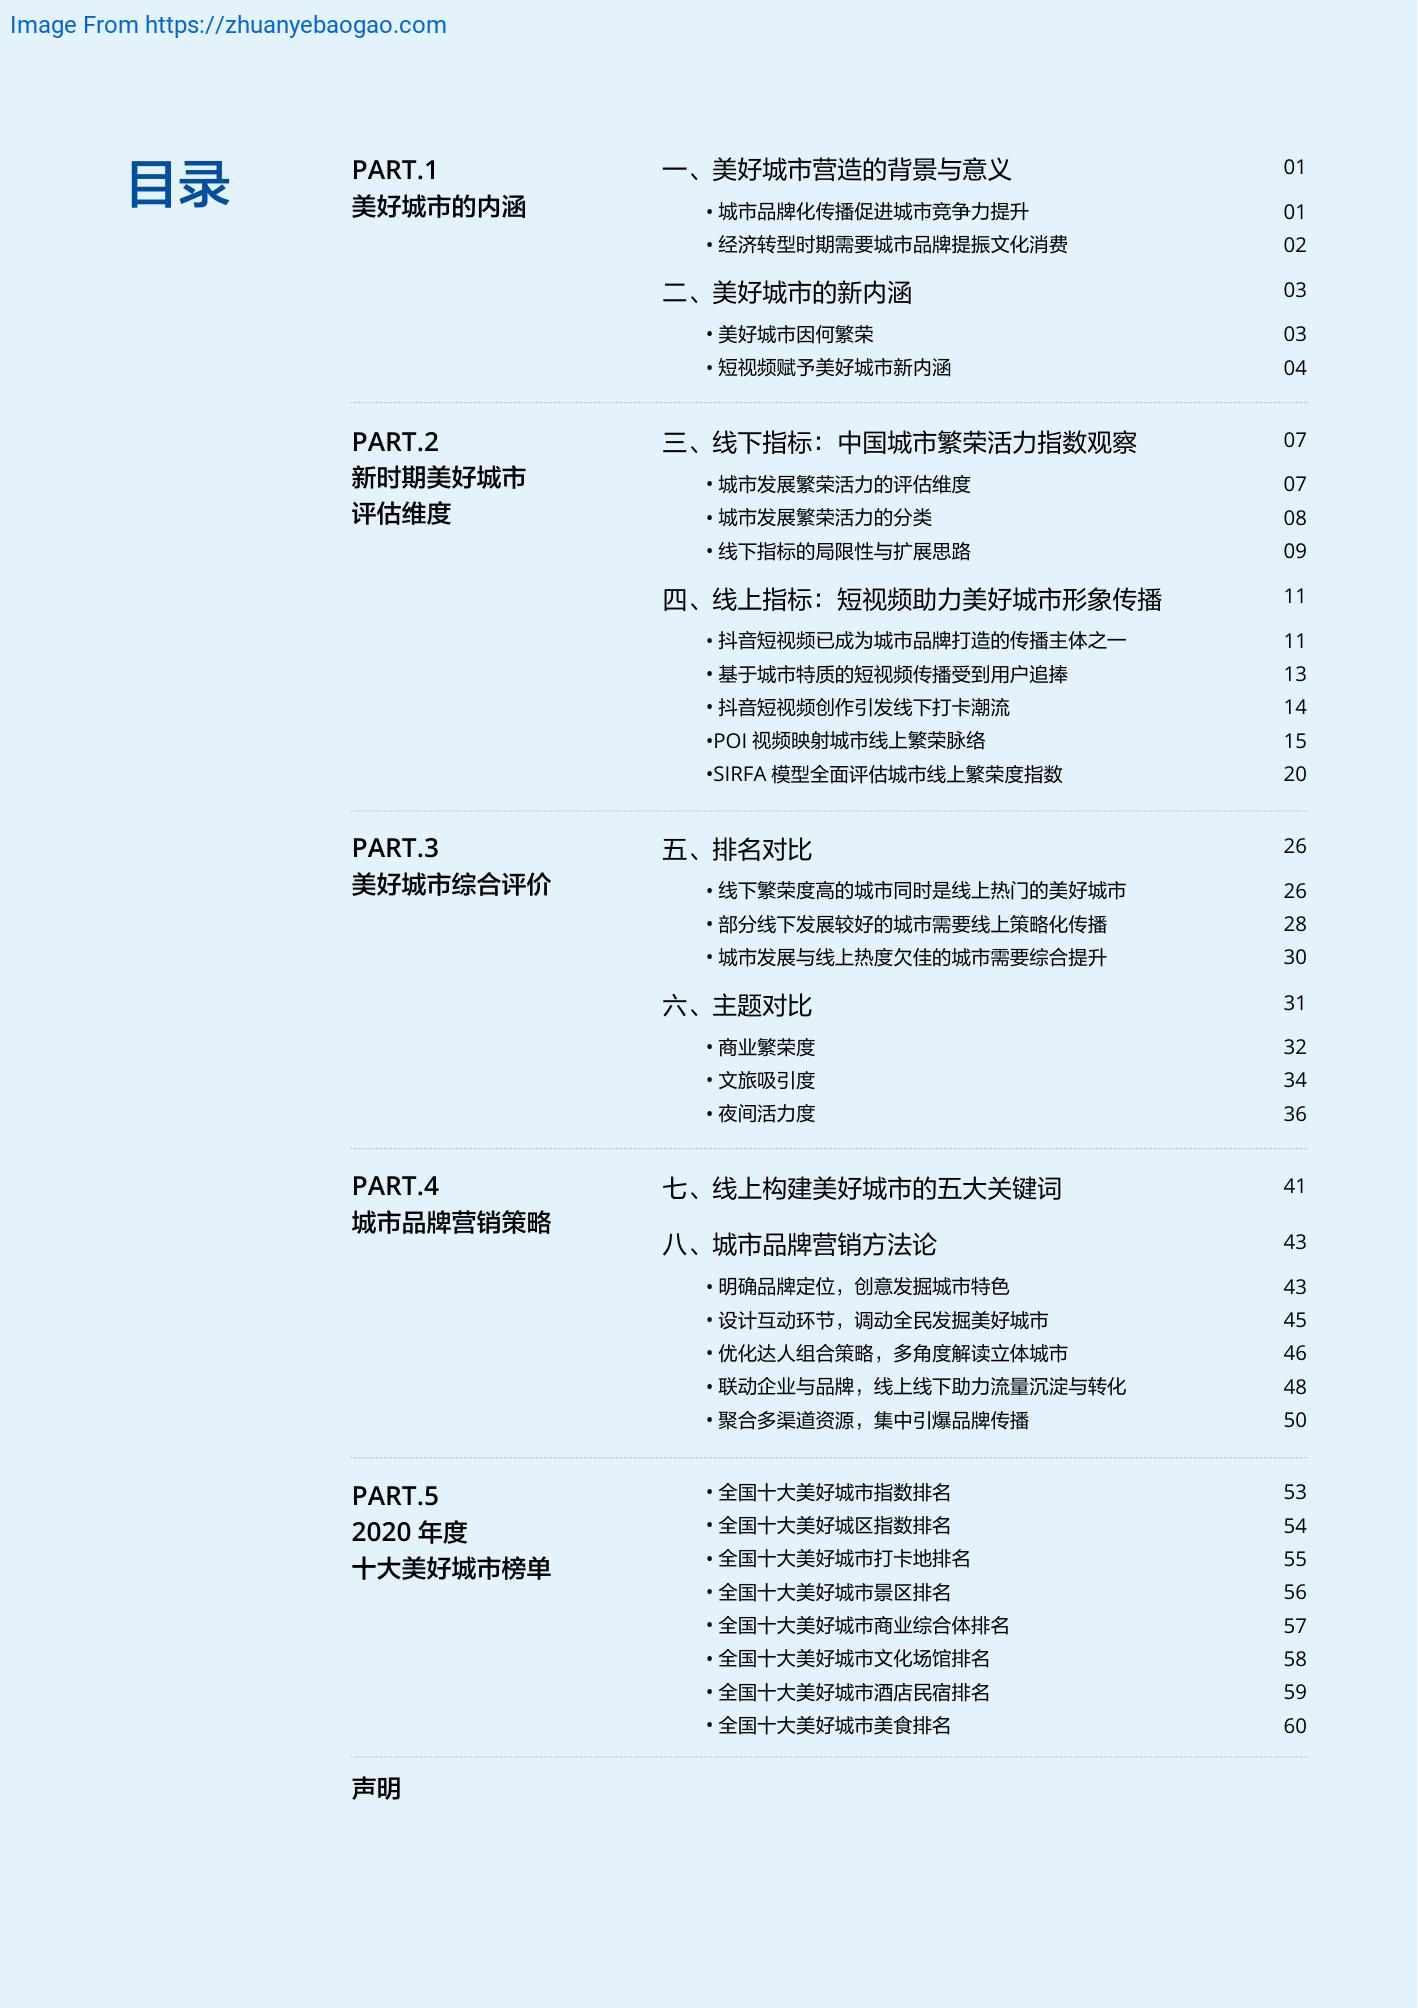 Image From https://zhuanyebaogao.com
目录
PART.1
美好城市的内涵
一、美好城市营造的背景与意义 01
• 城市品牌化传播促进城市竞争力提升 01
• 经济转型时期需要城市品牌提振文化消费 02
二、美好城市的新内涵 03
• 美好城市因何繁荣 03
• 短视频赋予美好城市新内涵 04
PART.2
新时期美好城市
评估维度
三、线下指标：中国城市繁荣活力指数观察 07
• 城市发展繁荣活力的评估维度 07
• 城市发展繁荣活力的分类 08
• 线下指标的局限性与扩展思路 09
四、线上指标：短视频助力美好城市形象传播 11
• 抖音短视频已成为城市品牌打造的传播主体之一 11
• 基于城市特质的短视频传播受到用户追捧 13
• 抖音短视频创作引发线下打卡潮流 14
•POI 视频映射城市线上繁荣脉络 15
•SIRFA 模型全面评估城市线上繁荣度指数 20
PART.3
美好城市综合评价
五、排名对比 26
• 线下繁荣度高的城市同时是线上热门的美好城市 26
• 部分线下发展较好的城市需要线上策略化传播 28
• 城市发展与线上热度欠佳的城市需要综合提升 30
六、主题对比 31
• 商业繁荣度 32
• 文旅吸引度 34
• 夜间活力度 36
PART.4
城市品牌营销策略
七、线上构建美好城市的五大关键词 41
八、城市品牌营销方法论 43
• 明确品牌定位，创意发掘城市特色 43
• 设计互动环节，调动全民发掘美好城市 45
• 优化达人组合策略，多角度解读立体城市 46
• 联动企业与品牌，线上线下助力流量沉淀与转化 48
• 聚合多渠道资源，集中引爆品牌传播 50
PART.5
2020 年度
十大美好城市榜单
• 全国十大美好城市指数排名 53
• 全国十大美好城区指数排名 54
• 全国十大美好城市打卡地排名 55
• 全国十大美好城市景区排名 56
• 全国十大美好城市商业综合体排名 57
• 全国十大美好城市文化场馆排名 58
• 全国十大美好城市酒店民宿排名 59
• 全国十大美好城市美食排名 60
声明